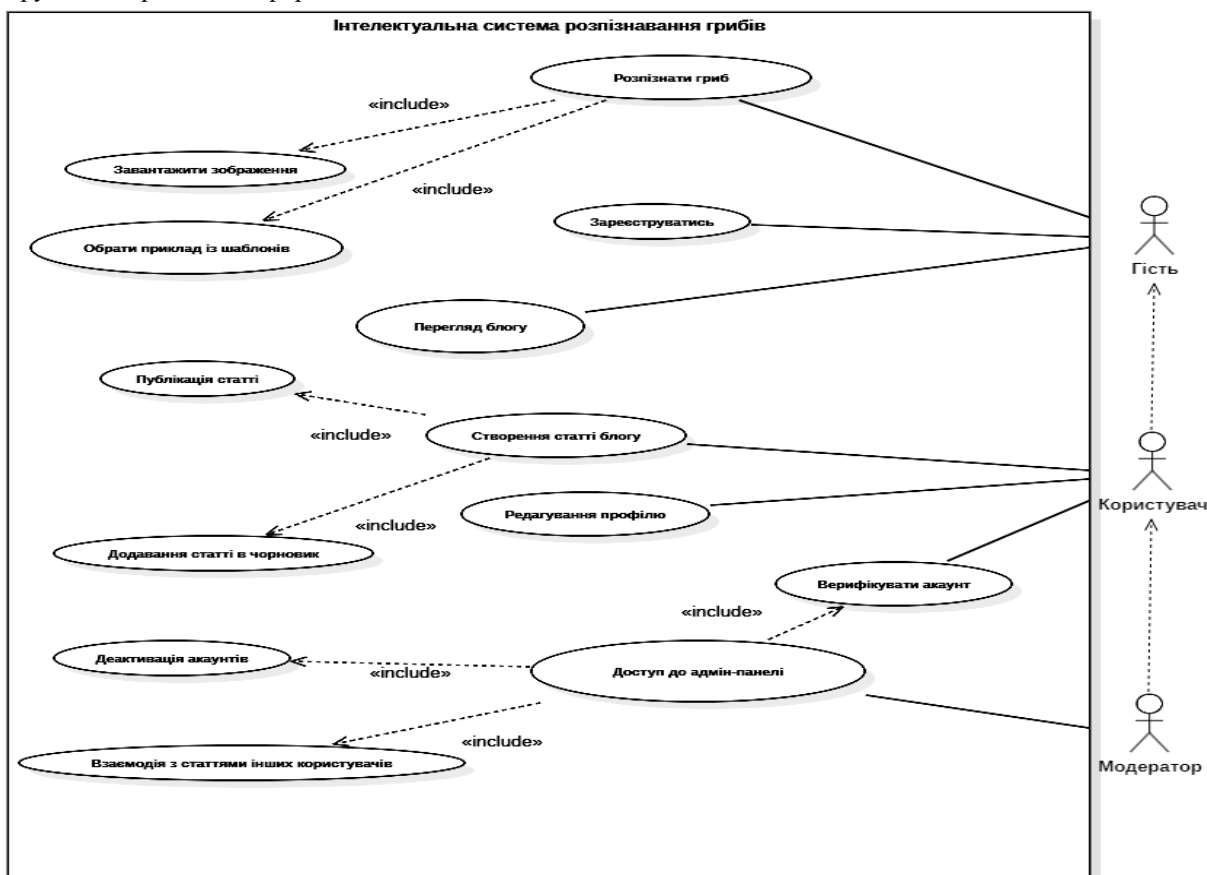 Інтелектуальна система розпізнавання грибів
Розпізнати гриб
«include»
Завантажити зображення
«include»
Обрати приклад із шаблонів
Зареєструватись
Гість
Перегляд блогу
Публікація статті
«include»
Створення статті блогу
Редагування профілю
Користувач
«include»
Додавання статті в чорновик
Верифікувати акаунт
«include»
Деактивація акаунтів
«include»
Доступ до адмін-панелі
«include»
Взаємодія з статтями інших користувачів
Модератор